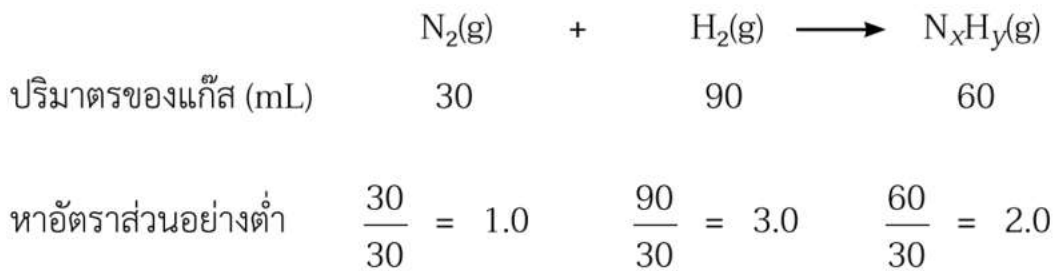 N₂(g) + H₂(g) ⟶ NₓHᵧ(g)
ปริมาตรของแก๊ส (mL) 30 90 60
หาอัตราส่วนอย่างต่ำ 30/30 = 1.0 90/30 = 3.0 60/30 = 2.0